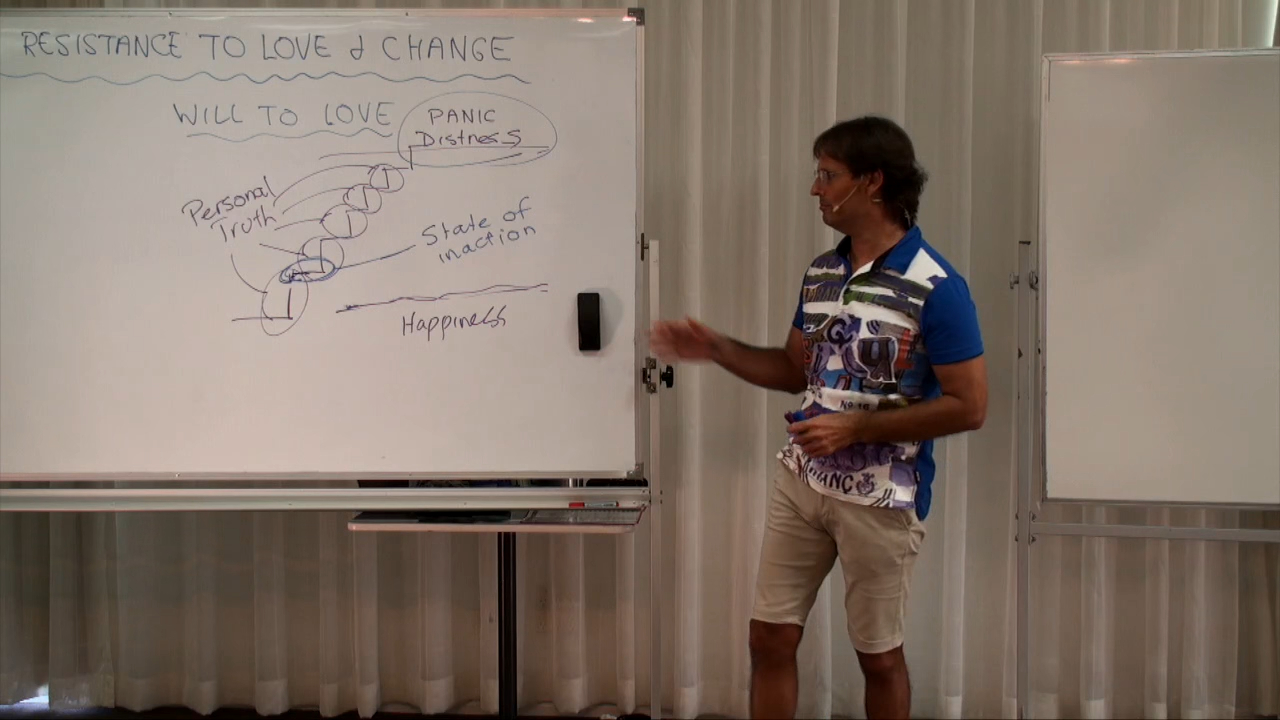 RESISTANCE TO LOVE & CHANGE
WILL TO LOVE
PANIC
Distress
Personal
Truth
State of
inaction
Happiness